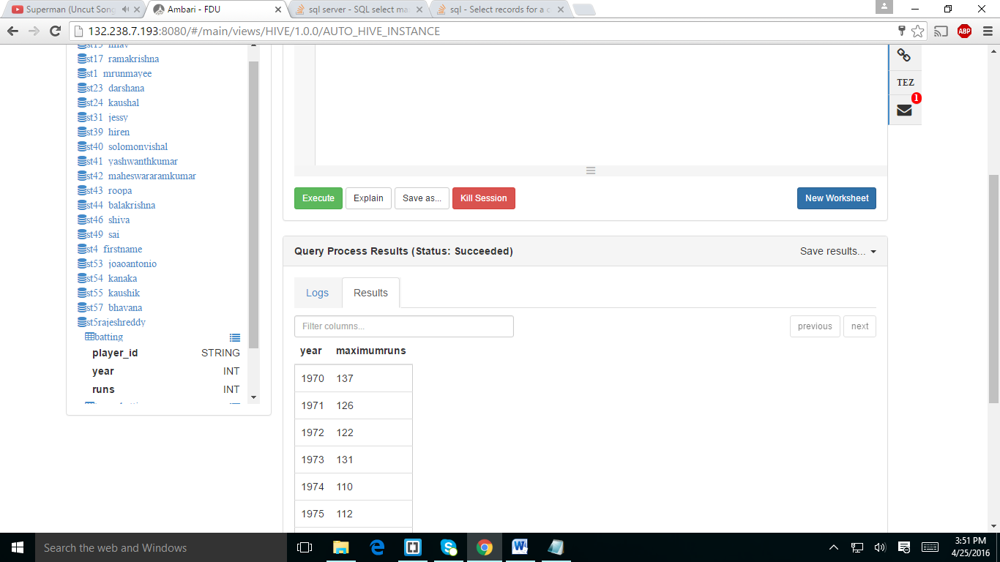 Superman (Uncut Song
Ambari - FDU
sql server - SQL select ma
sql - Select records for a c
132.238.7.193:8080/#/main/views/HIVE/1.0.0/AUTO_HIVE_INSTANCE
ABP
st17 ramakrishna
st1 mrunmayee
st23 darshana
st24 kaushal
st31 jessy
st39 hiren
st40 solomonvishal
st41 yashwanthkumar
st42 maheswararamkumar
st43 roopa
st44 balakrishna
st46 shiva
st49 sai
st4 firstname
st53 joaoantonio
st54 kanaka
st55 kaushik
st57 bhavana
st5rajeshreddy
batting
player_id STRING
year INT
runs INT
TEZ
1
Execute Explain Save as... Kill Session New Worksheet
Query Process Results (Status: Succeeded) Save results...
Logs Results
Filter columns... previous next
year maximumruns
1970 137
1971 126
1972 122
1973 131
1974 110
1975 112
Search the web and Windows
3:51 PM
4/25/2016